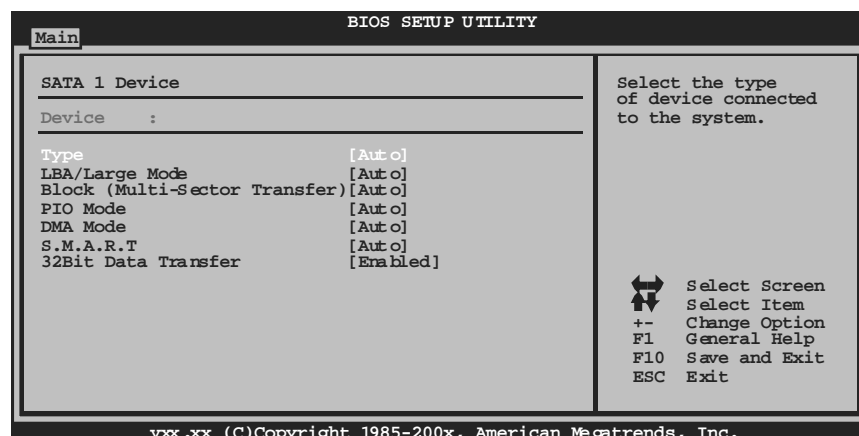 BIOS SETUP UTILITY
Main
SATA 1 Device
Device :
Type [Auto]
LBA/Large Mode [Auto]
Block (Multi-Sector Transfer)[Auto]
PIO Mode [Auto]
DMA Mode [Auto]
S.M.A.R.T [Auto]
32Bit Data Transfer [Enabled]
Select the type
of device connected
to the system.
Select Screen
Select Item
+- Change Option
F1 General Help
F10 Save and Exit
ESC Exit
vxx.xx (C)Copyright 1985-200x, American Megatrends, Inc.